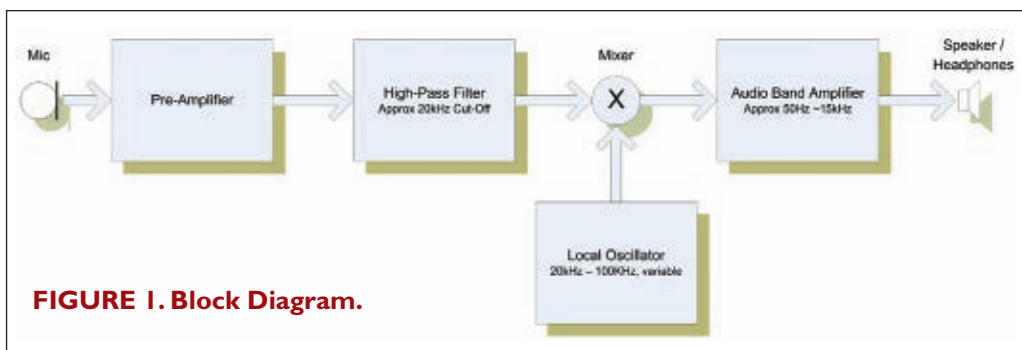 Mic
Pre-Amplifier
High-Pass Filter
Approx 20kHz Cut-Off
Mixer
X
Audio Band Amplifier
Approx 50Hz ~15kHz
Speaker /
Headphones
Local Oscillator
20kHz – 100KHz, variable
FIGURE 1. Block Diagram.